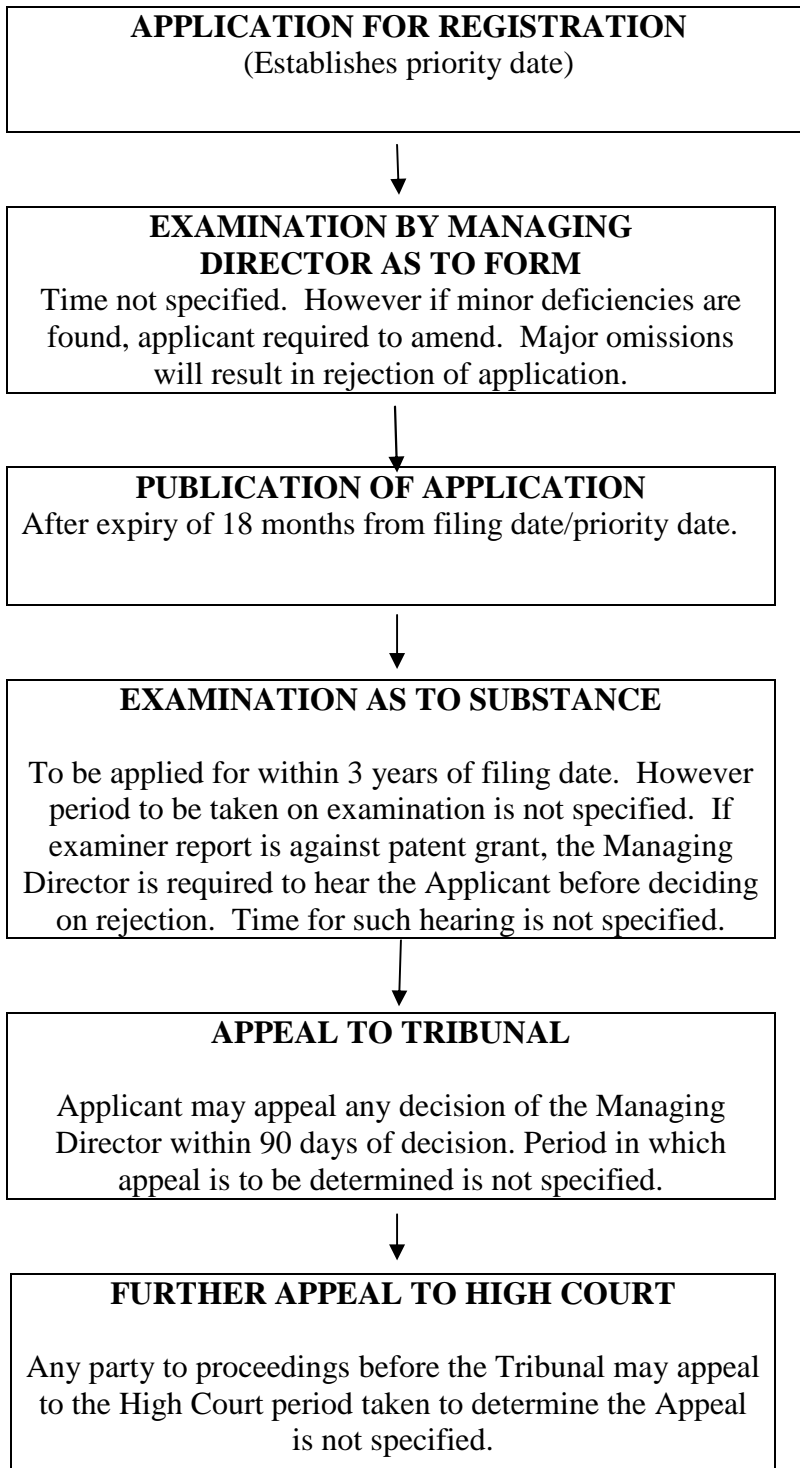 APPLICATION FOR REGISTRATION
(Establishes priority date)
EXAMINATION BY MANAGING
DIRECTOR AS TO FORM
Time not specified.  However if minor deficiencies are
found, applicant required to amend.  Major omissions
will result in rejection of application.
PUBLICATION OF APPLICATION
After expiry of 18 months from filing date/priority date.
EXAMINATION AS TO SUBSTANCE
To be applied for within 3 years of filing date.  However
period to be taken on examination is not specified.  If
examiner report is against patent grant, the Managing
Director is required to hear the Applicant before deciding
on rejection.  Time for such hearing is not specified.
APPEAL TO TRIBUNAL
Applicant may appeal any decision of the Managing
Director within 90 days of decision. Period in which
appeal is to be determined is not specified.
FURTHER APPEAL TO HIGH COURT
Any party to proceedings before the Tribunal may appeal
to the High Court period taken to determine the Appeal
is not specified.